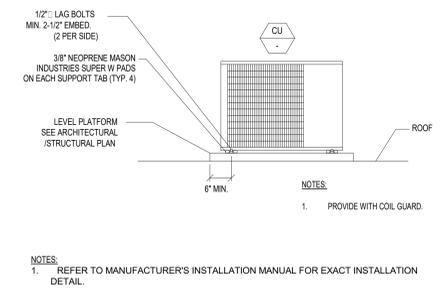 1/2"□ LAG BOLTS
MIN. 2-1/2" EMBED.
(2 PER SIDE)
3/8" NEOPRENE MASON
INDUSTRIES SUPER W PADS
ON EACH SUPPORT TAB (TYP. 4)
LEVEL PLATFORM
SEE ARCHITECTURAL
/STRUCTURAL PLAN
CU
-
ROOF
6" MIN.
NOTES:
1. PROVIDE WITH COIL GUARD.
NOTES:
1. REFER TO MANUFACTURER'S INSTALLATION MANUAL FOR EXACT INSTALLATION
DETAIL.